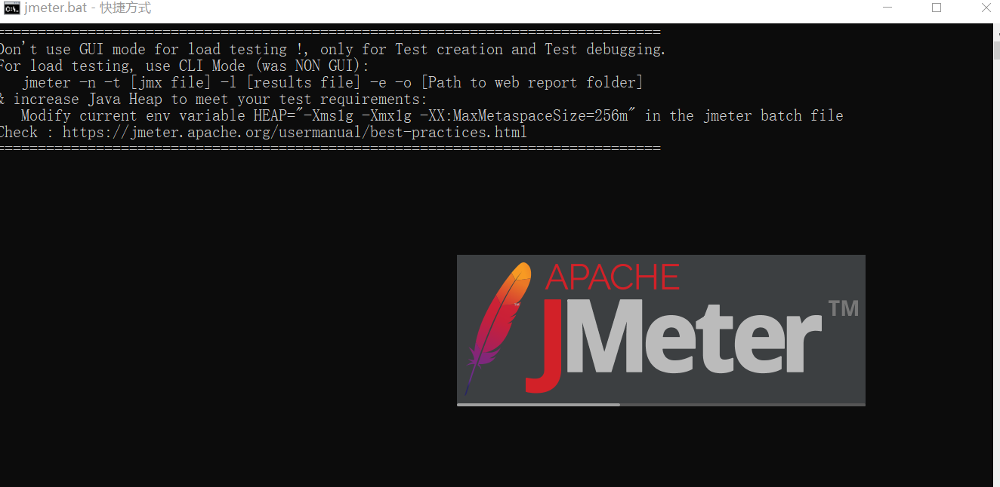 jmeter.bat - 快捷方式
================================================================================
Don't use GUI mode for load testing !, only for Test creation and Test debugging.
For load testing, use CLI Mode (was NON GUI):
   jmeter -n -t [jmx file] -l [results file] -e -o [Path to web report folder]
& increase Java Heap to meet your test requirements:
   Modify current env variable HEAP="-Xms1g -Xmx1g -XX:MaxMetaspaceSize=256m" in the jmeter batch file
Check : https://jmeter.apache.org/usermanual/best-practices.html
================================================================================
APACHE
JMeter™